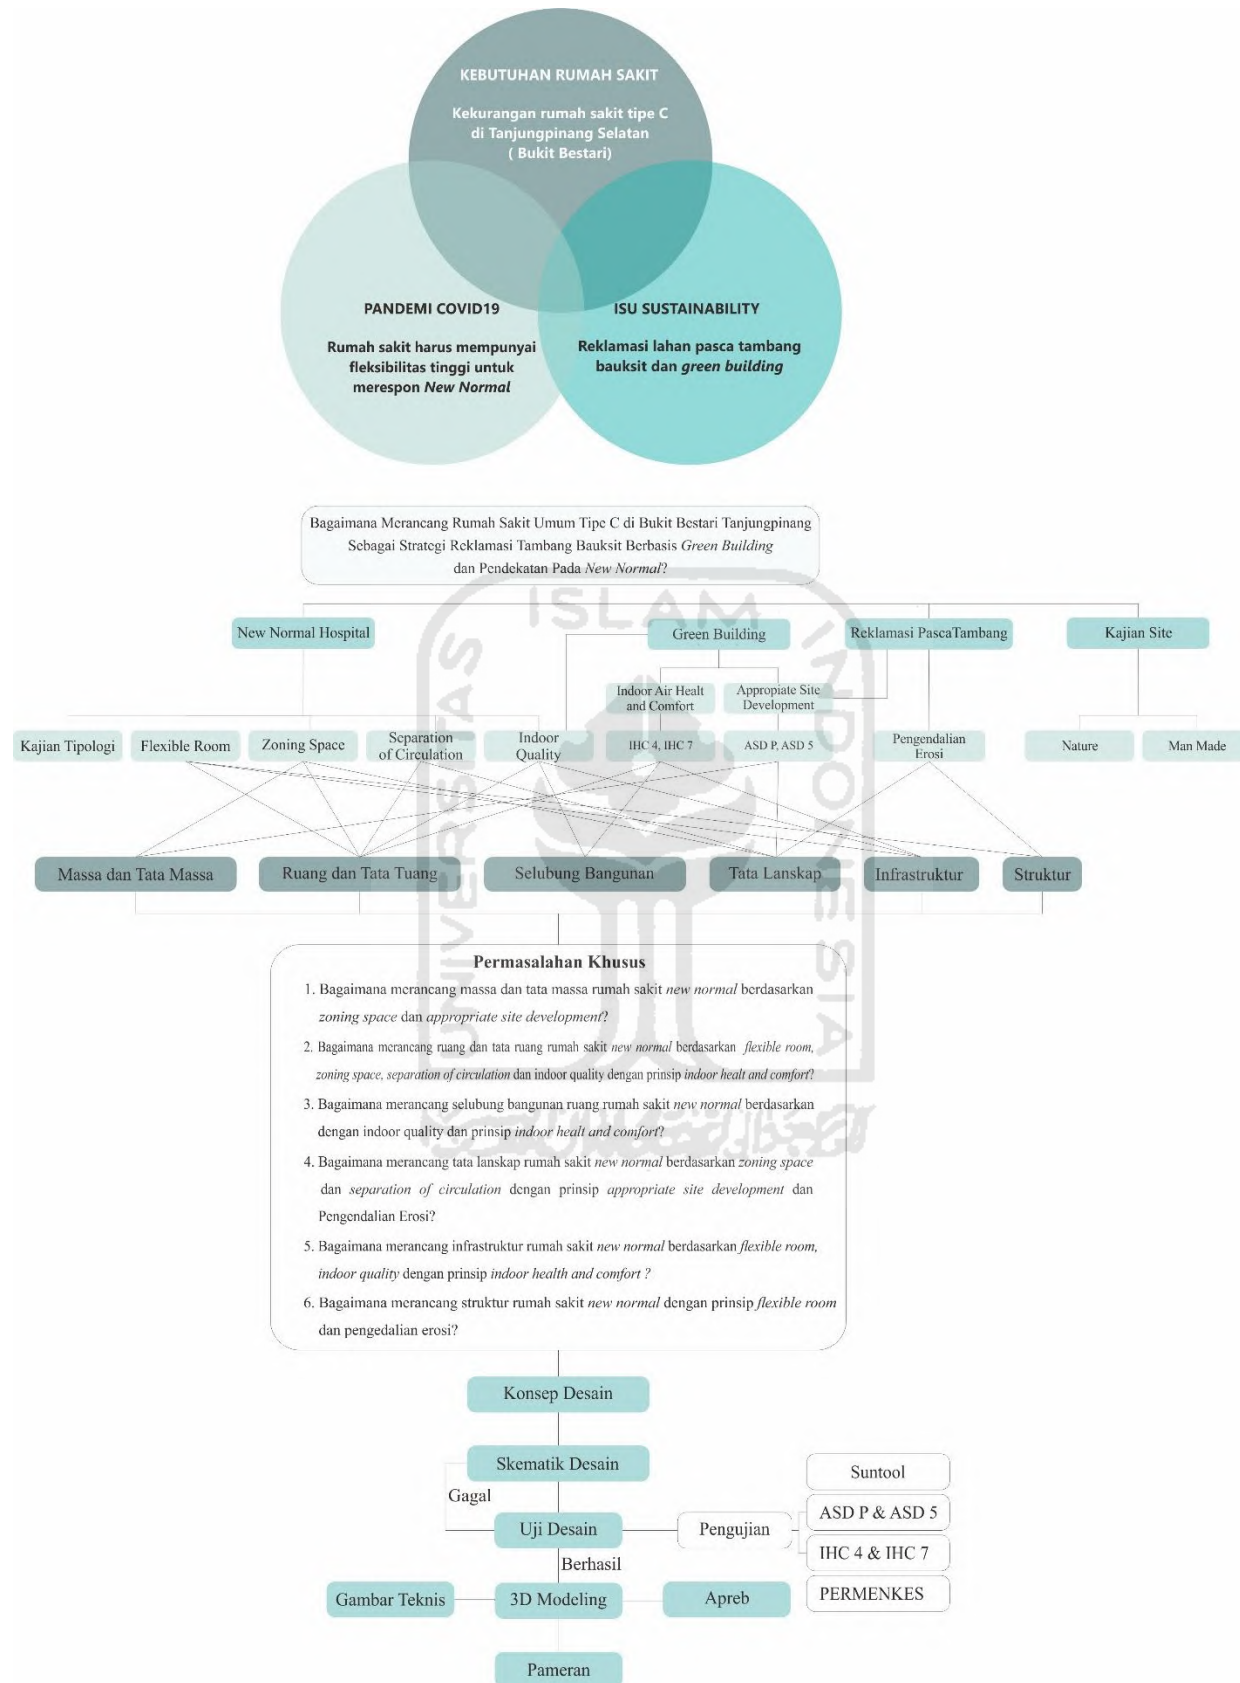 KEBUTUHAN RUMAH SAKIT
Kekurangan rumah sakit tipe C
di Tanjungpinang Selatan
( Bukit Bestari)
PANDEMI COVID19
Rumah sakit harus mempunyai
fleksibilitas tinggi untuk
merespon New Normal
ISU SUSTAINABILITY
Reklamasi lahan pasca tambang
bauksit dan green building
Bagaimana Merancang Rumah Sakit Umum Tipe C di Bukit Bestari Tanjungpinang
Sebagai Strategi Reklamasi Tambang Bauksit Berbasis Green Building
dan Pendekatan Pada New Normal?
New Normal Hospital
Green Building
Reklamasi PascaTambang
Kajian Site
Indoor Air Healt
and Comfort
Appropiate Site
Development
Kajian Tipologi
Flexible Room
Zoning Space
Separation
of Circulation
Indoor
Quality
IHC 4, IHC 7
ASD P, ASD 5
Pengendalian
Erosi
Nature
Man Made
Massa dan Tata Massa
Ruang dan Tata Tuang
Selubung Bangunan
Tata Lanskap
Infrastruktur
Struktur
Permasalahan Khusus
1. Bagaimana merancang massa dan tata massa rumah sakit new normal berdasarkan
zoning space dan appropriate site development?
2. Bagaimana merancang ruang dan tata ruang rumah sakit new normal berdasarkan flexible room,
zoning space, separation of circulation dan indoor quality dengan prinsip indoor healt and comfort?
3. Bagaimana merancang selubung bangunan ruang rumah sakit new normal berdasarkan
dengan indoor quality dan prinsip indoor healt and comfort?
4. Bagaimana merancang tata lanskap rumah sakit new normal berdasarkan zoning space
dan separation of circulation dengan prinsip appropriate site development dan
Pengendalian Erosi?
5. Bagaimana merancang infrastruktur rumah sakit new normal berdasarkan flexible room,
indoor quality dengan prinsip indoor health and comfort ?
6. Bagaimana merancang struktur rumah sakit new normal dengan prinsip flexible room
dan pengedalian erosi?
Konsep Desain
Skematik Desain
Gagal
Uji Desain
Pengujian
Suntool
ASD P & ASD 5
IHC 4 & IHC 7
PERMENKES
Berhasil
Gambar Teknis
3D Modeling
Apreb
Pameran
UNIVERSITAS
ISLAM
INDONESIA